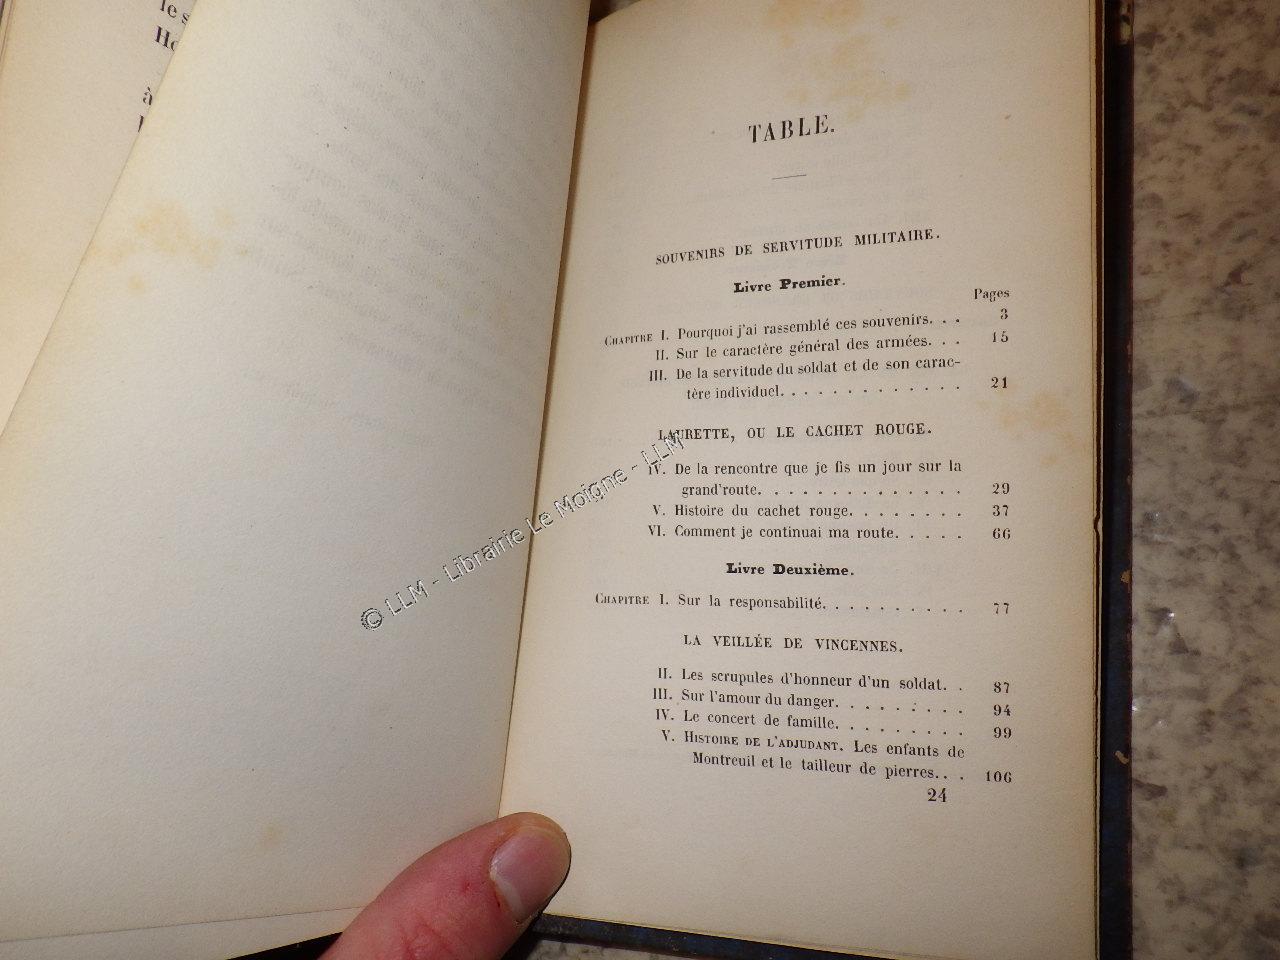 le s
Ho
à
TABLE.
SOUVENIRS DE SERVITUDE MILITAIRE.
Livre Premier.
Pages
CHAPITRE I. Pourquoi j'ai rassemblé ces souvenirs. . . 3
II. Sur le caractère général des armées. . . 15
III. De la servitude du soldat et de son carac-
tère individuel. . . . . . . . . . . . . . 21
LAURETTE, OU LE CACHET ROUGE.
IV. De la rencontre que je fis un jour sur la
grand'route. . . . . . . . . . . . . . 29
V. Histoire du cachet rouge. . . . . . . . 37
VI. Comment je continuai ma route. . . . . 66
Livre Deuxième.
CHAPITRE I. Sur la responsabilité. . . . . . . . . . 77
LA VEILLÉE DE VINCENNES.
II. Les scrupules d'honneur d'un soldat. . 87
III. Sur l'amour du danger. . . . . . . . . 94
IV. Le concert de famille. . . . . . . . . 99
V. HISTOIRE DE L'ADJUDANT. Les enfants de
Montreuil et le tailleur de pierres. . . 106
24
© LLM - Librairie Le Moigne - LLM